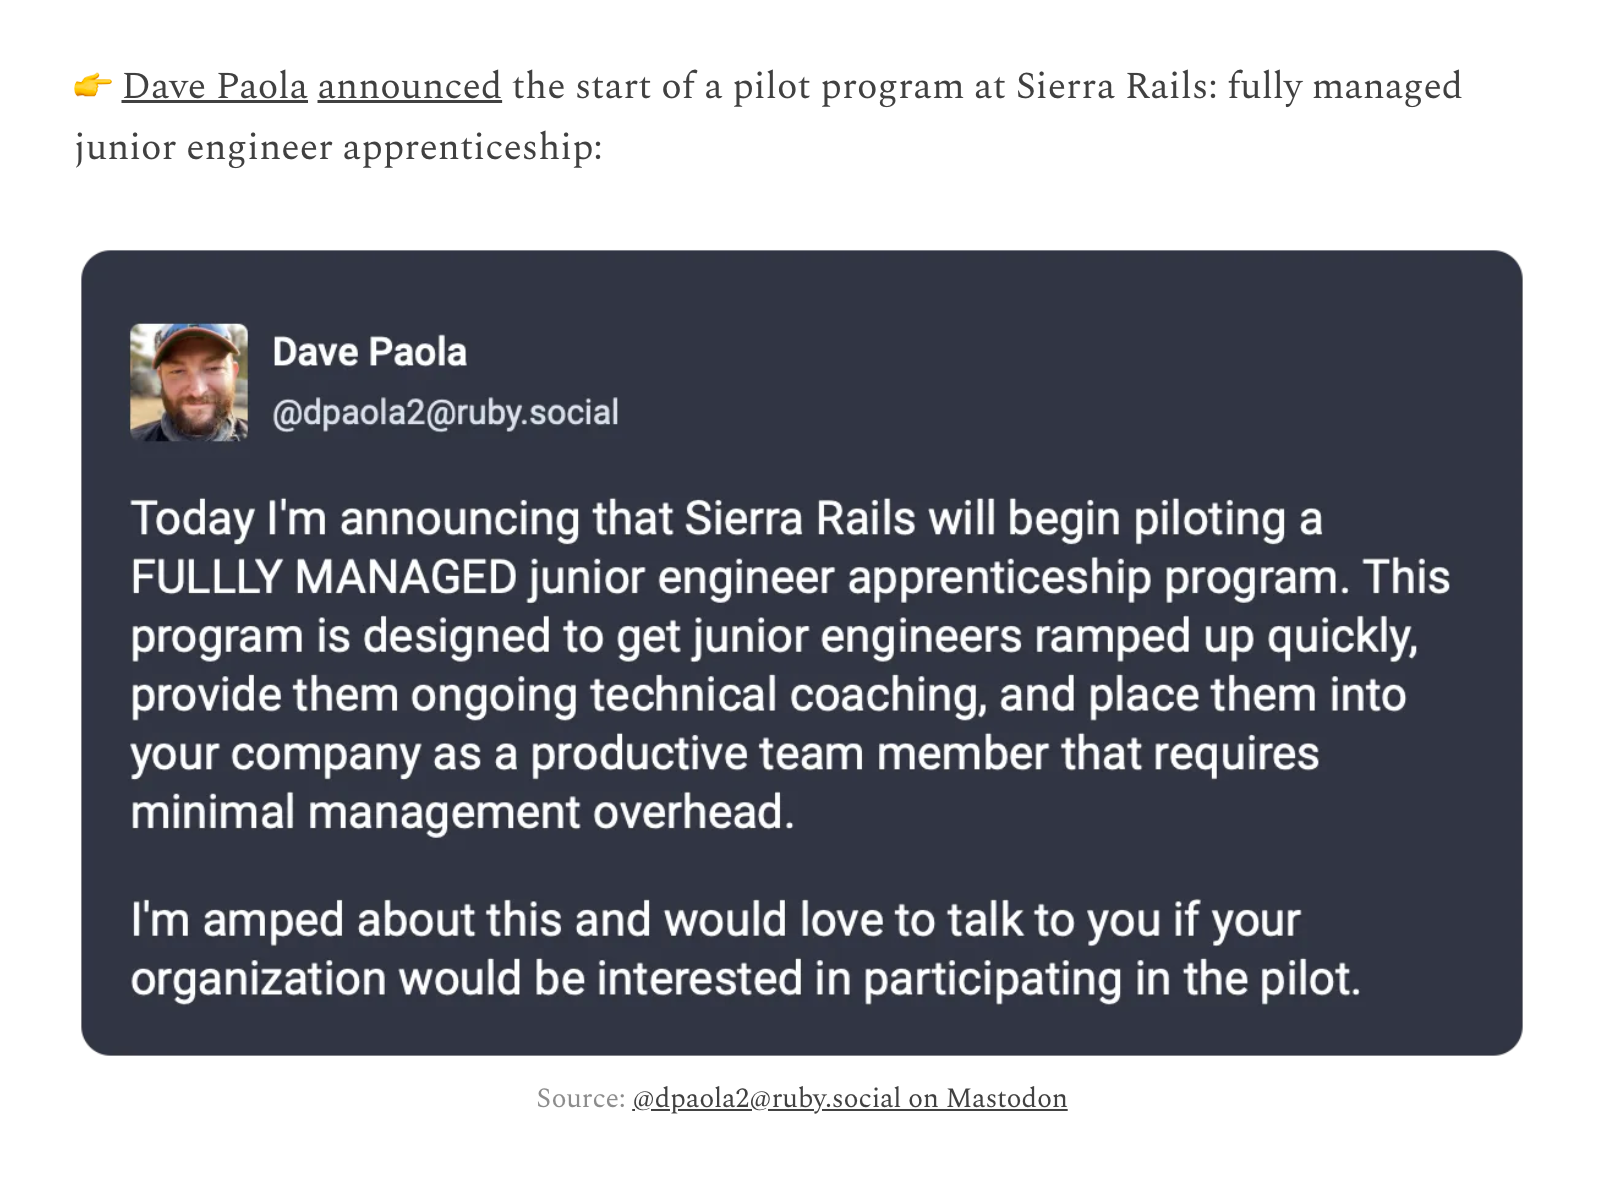 👉 Dave Paola announced the start of a pilot program at Sierra Rails: fully managed
junior engineer apprenticeship:
Dave Paola
@dpaola2@ruby.social
Today I'm announcing that Sierra Rails will begin piloting a
FULLLY MANAGED junior engineer apprenticeship program. This
program is designed to get junior engineers ramped up quickly,
provide them ongoing technical coaching, and place them into
your company as a productive team member that requires
minimal management overhead.
I'm amped about this and would love to talk to you if your
organization would be interested in participating in the pilot.
Source: @dpaola2@ruby.social on Mastodon